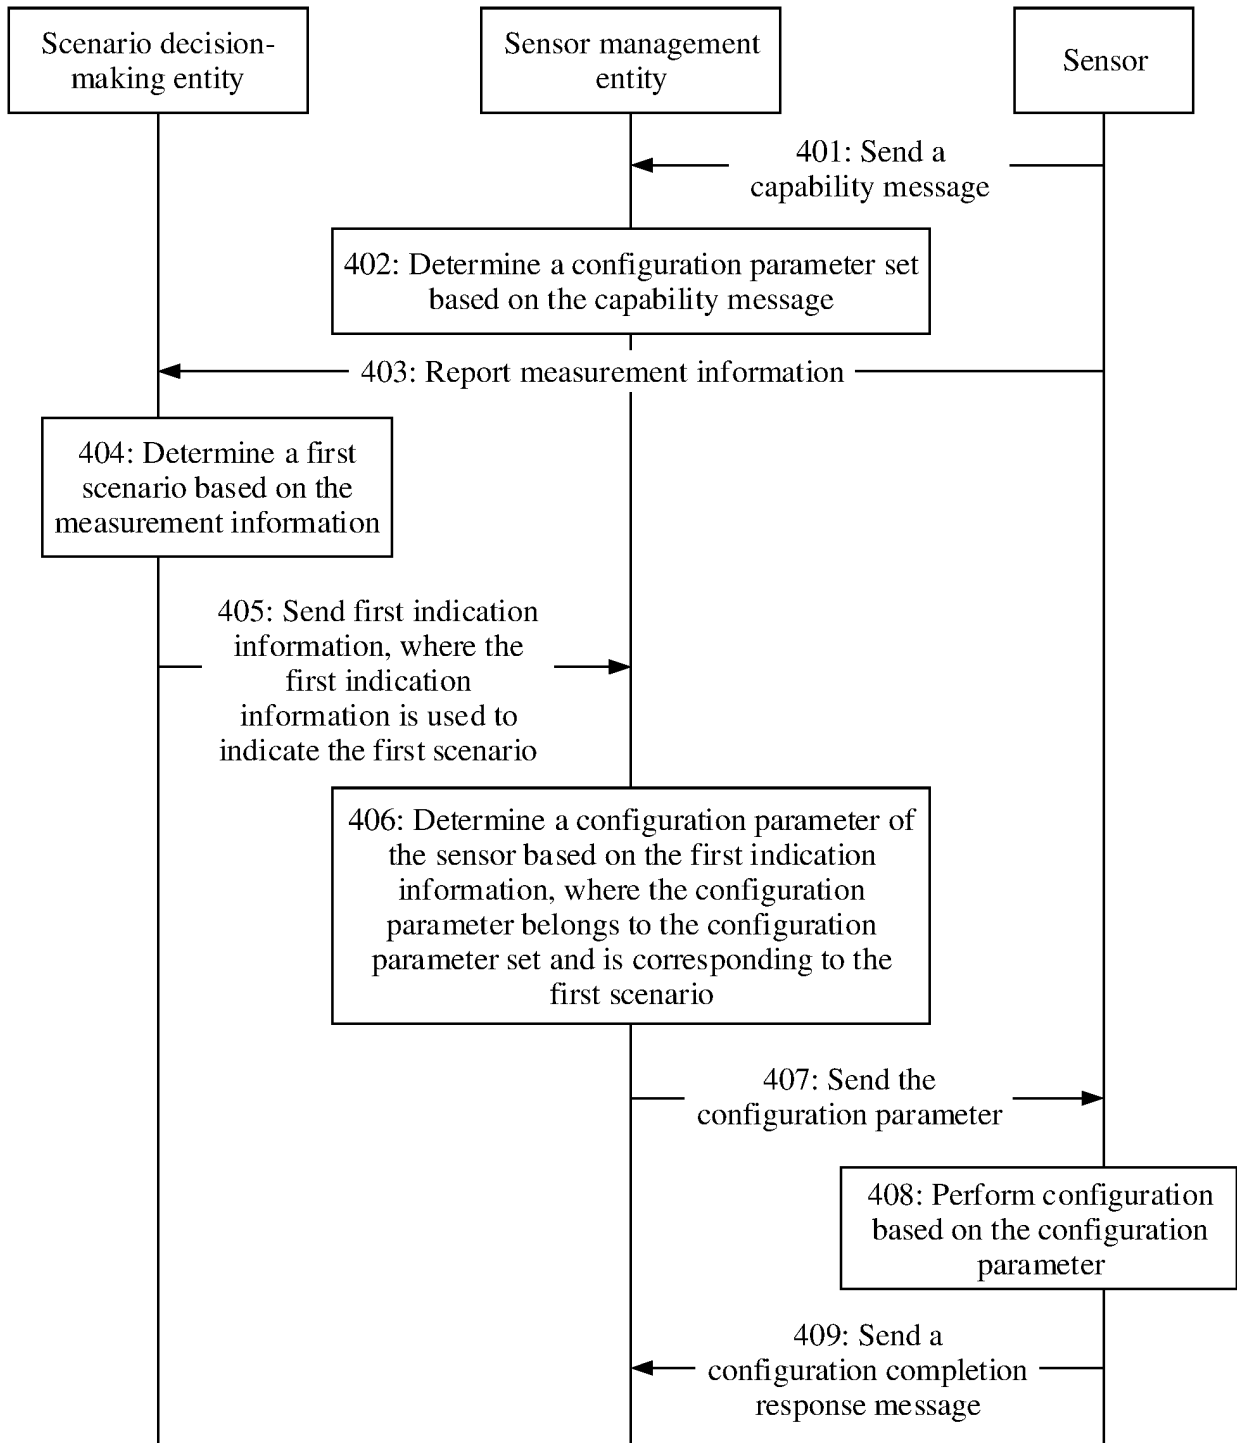 Scenario decision-
making entity
Sensor management
entity
Sensor
401: Send a
capability message
402: Determine a configuration parameter set
based on the capability message
403: Report measurement information
404: Determine a first
scenario based on the
measurement information
405: Send first indication
information, where the
first indication
information is used to
indicate the first scenario
406: Determine a configuration parameter of
the sensor based on the first indication
information, where the configuration
parameter belongs to the configuration
parameter set and is corresponding to the
first scenario
407: Send the
configuration parameter
408: Perform configuration
based on the configuration
parameter
409: Send a
configuration completion
response message